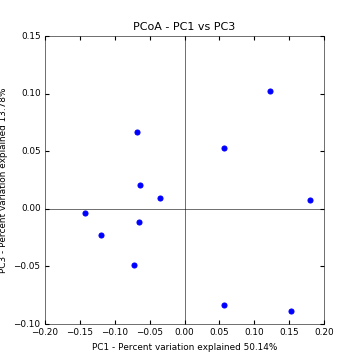 PCoA - PC1 vs PC3
0.15
0.10
0.05
0.00
−0.05
−0.10
PC3 - Percent variation explained 13.78%
−0.20 −0.15 −0.10 −0.05 0.00 0.05 0.10 0.15 0.20
PC1 - Percent variation explained 50.14%